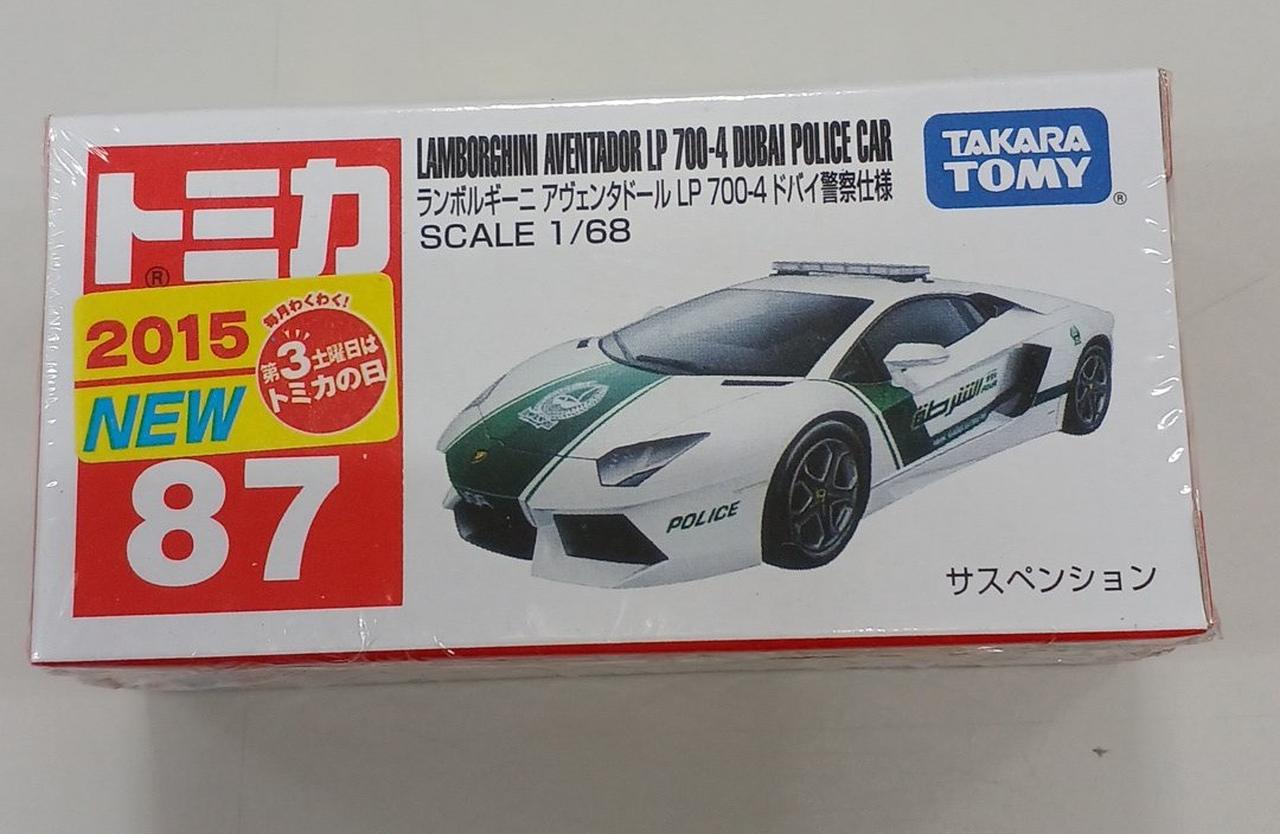 トミカ
®
2015
NEW
毎月わくわく!
第3土曜日は
トミカの日
87
LAMBORGHINI AVENTADOR LP 700-4 DUBAI POLICE CAR
ランボルギーニ アヴェンタドール LP 700-4 ドバイ警察仕様
SCALE 1/68
TAKARA
TOMY
®
POLICE
الشرطة
サスペンション